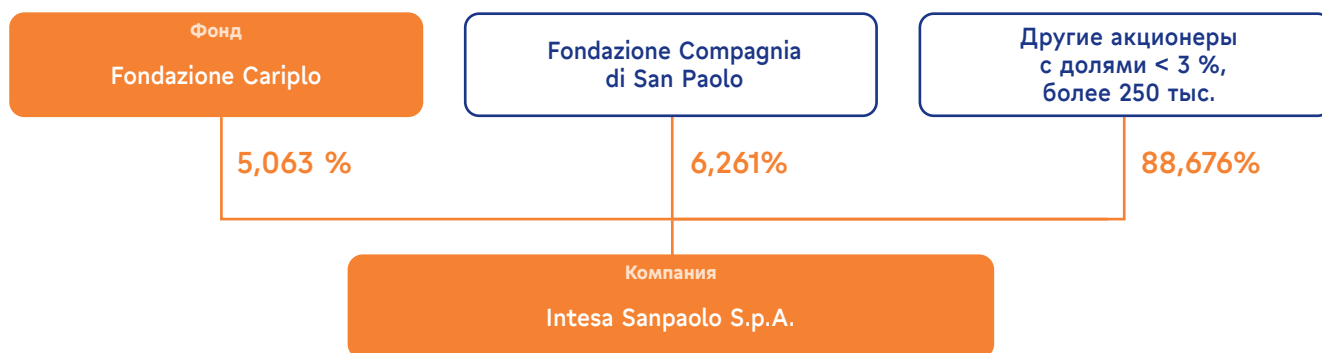 Фонд
Fondazione Cariplo
Fondazione Compagnia
di San Paolo
Другие акционеры
с долями < 3 %,
более 250 тыс.
5,063 %
6,261%
88,676%
Компания
Intesa Sanpaolo S.p.A.